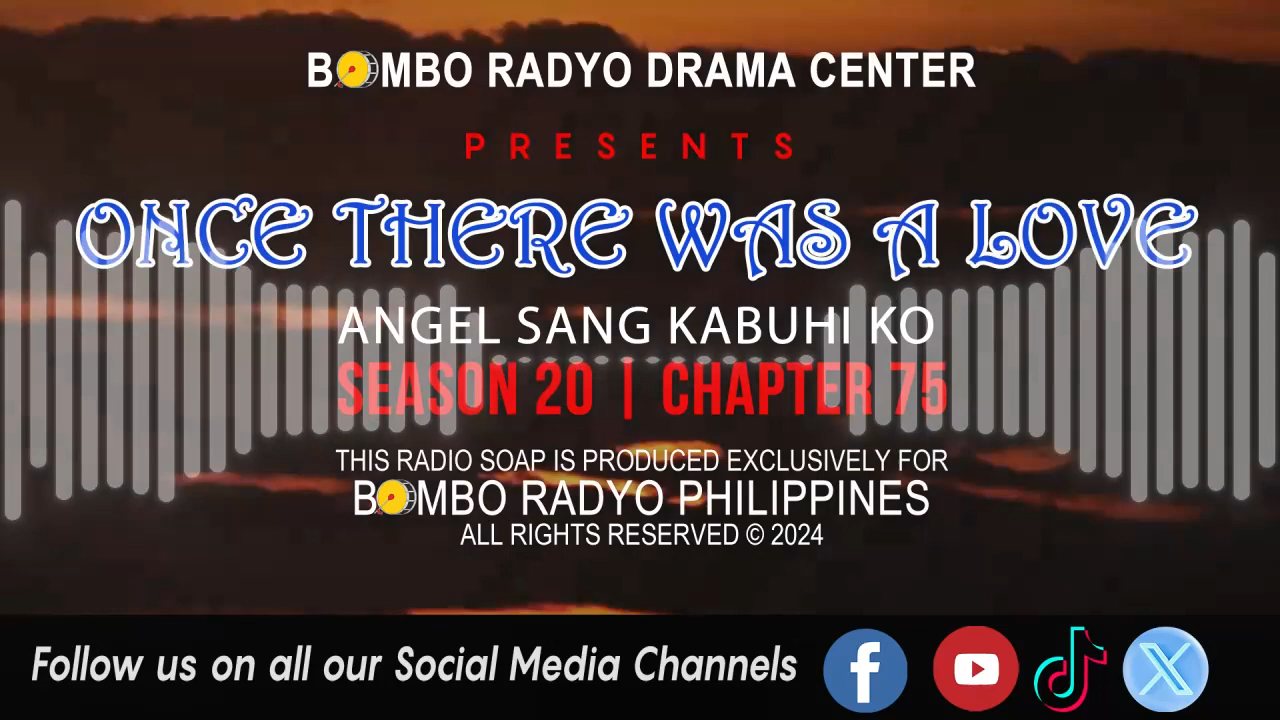 BOMBO RADYO DRAMA CENTER
PRESENTS
ONCE THERE WAS A LOVE
ANGEL SANG KABUHI KO
SEASON 20 | CHAPTER 75
THIS RADIO SOAP IS PRODUCED EXCLUSIVELY FOR
BOMBO RADYO PHILIPPINES
ALL RIGHTS RESERVED © 2024
Follow us on all our Social Media Channels